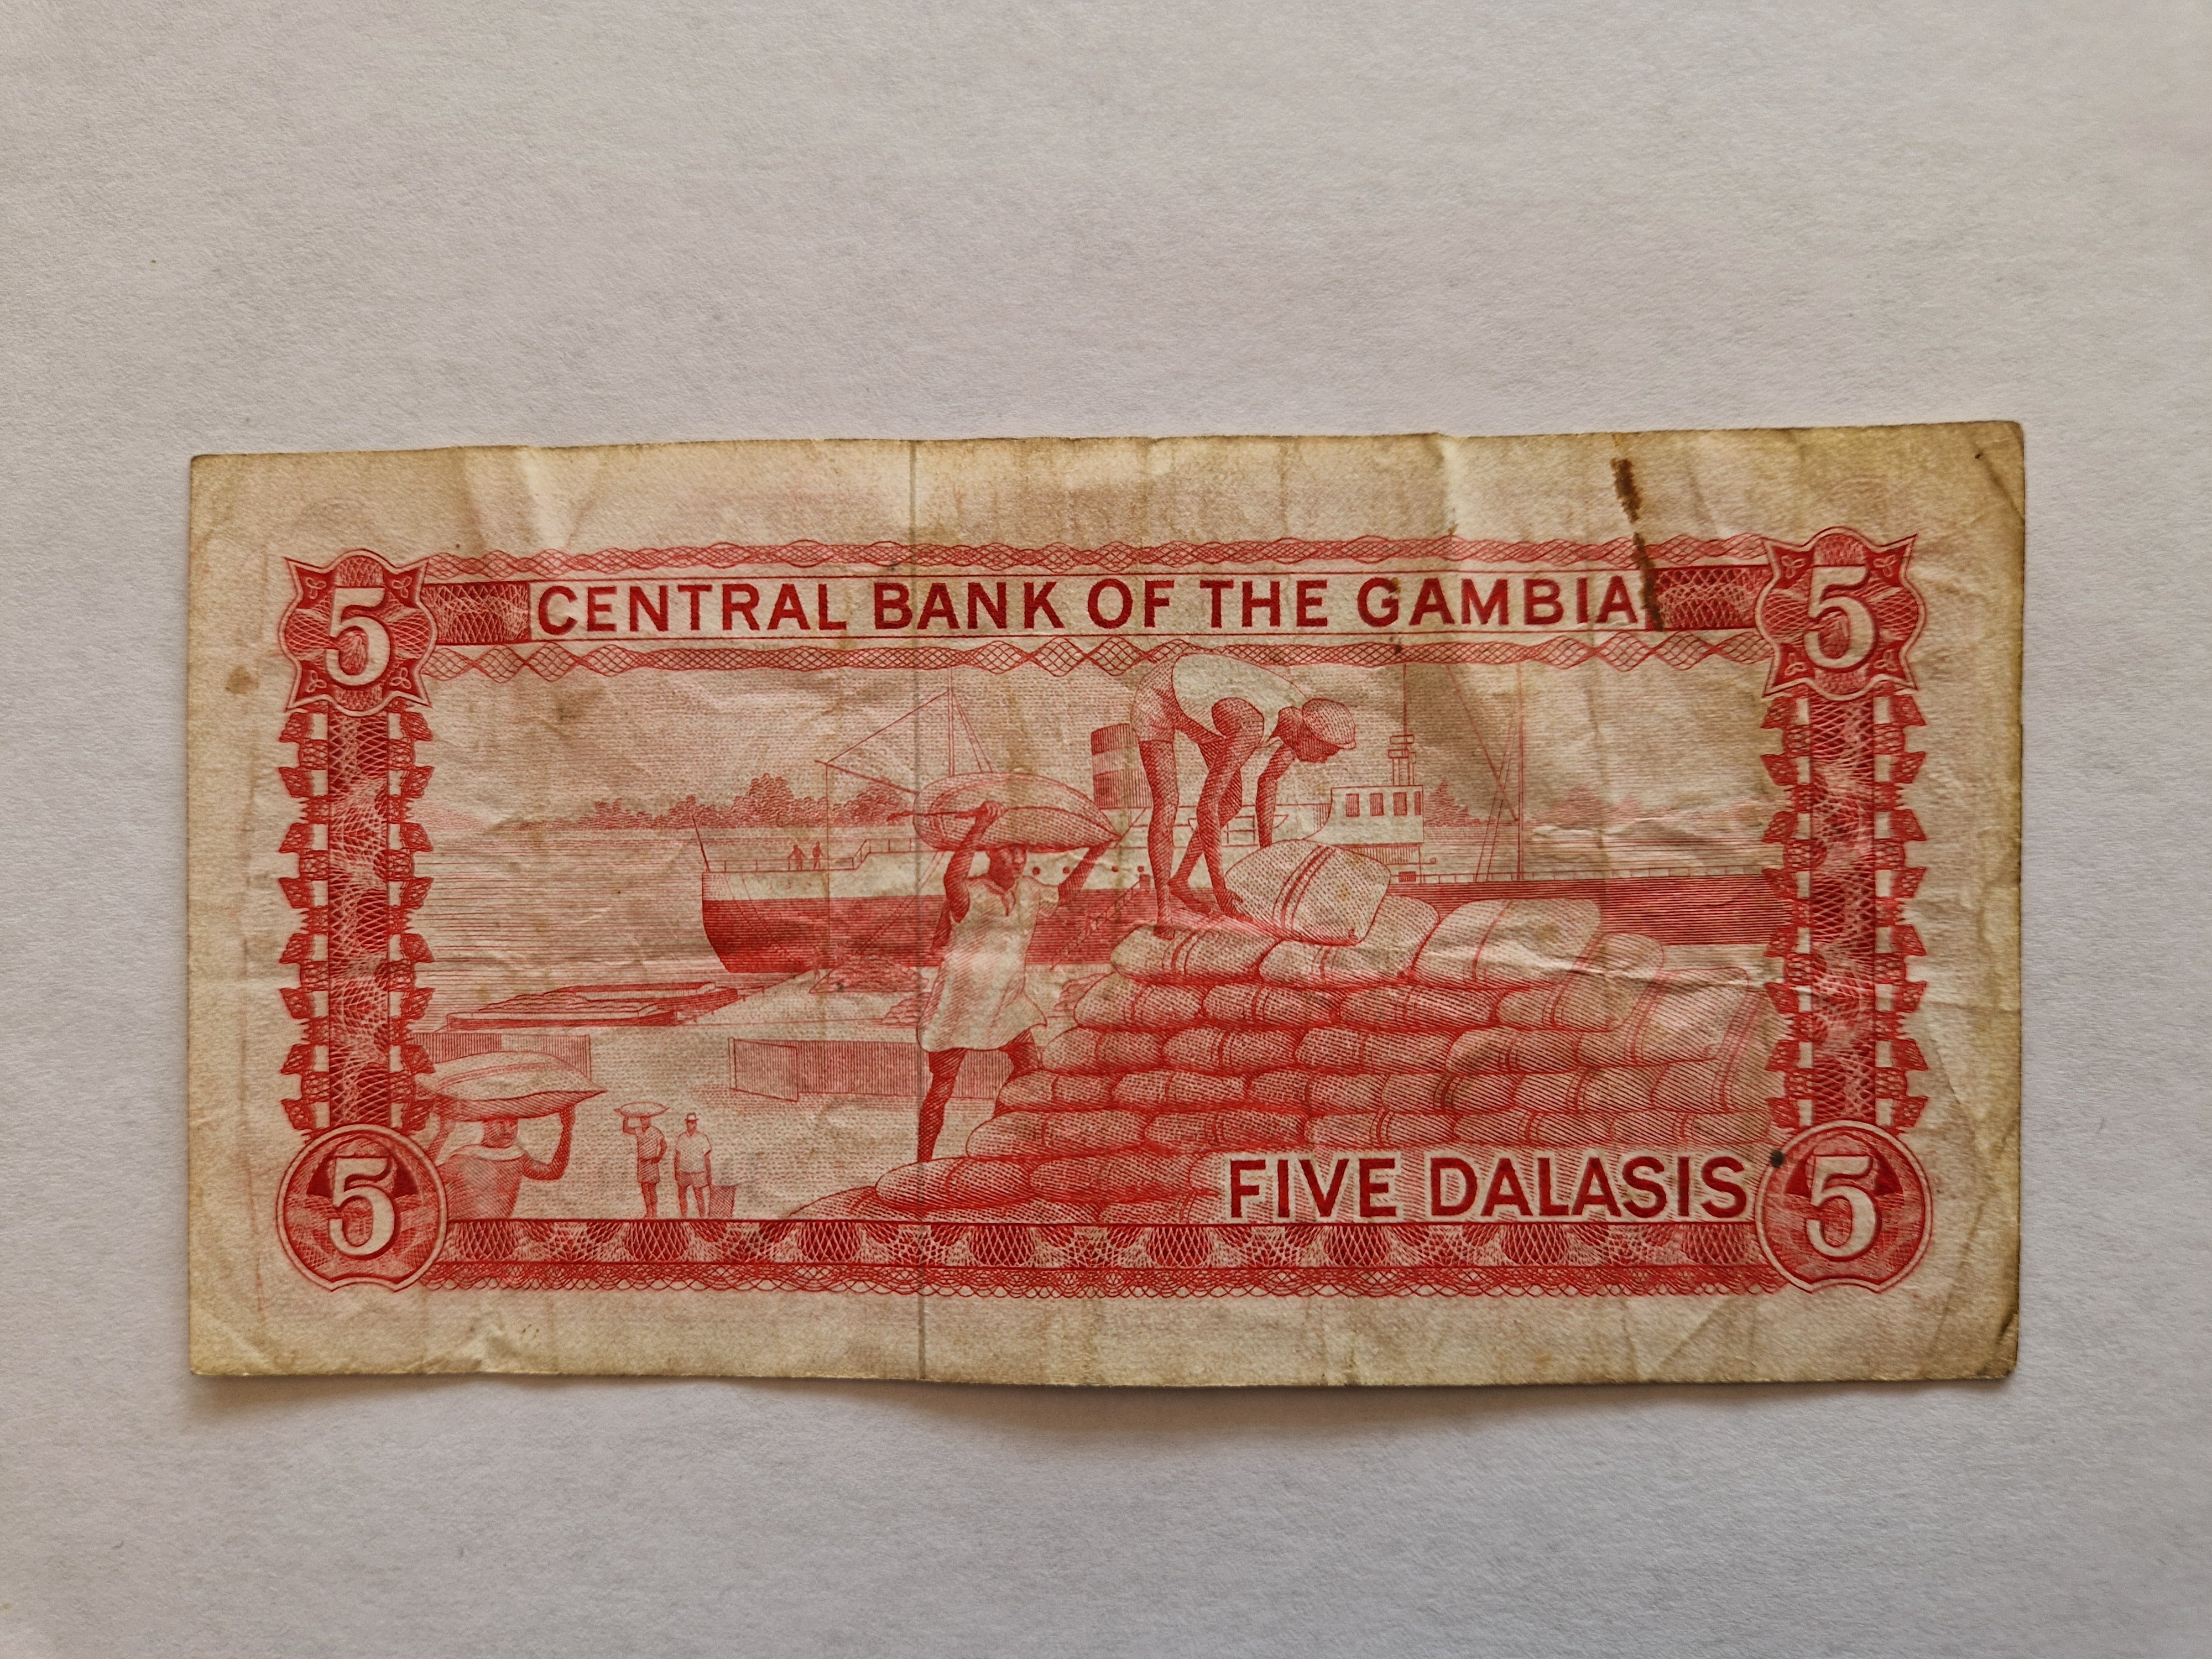 5 CENTRAL BANK OF THE GAMBIA 5
FIVE DALASIS
5 5